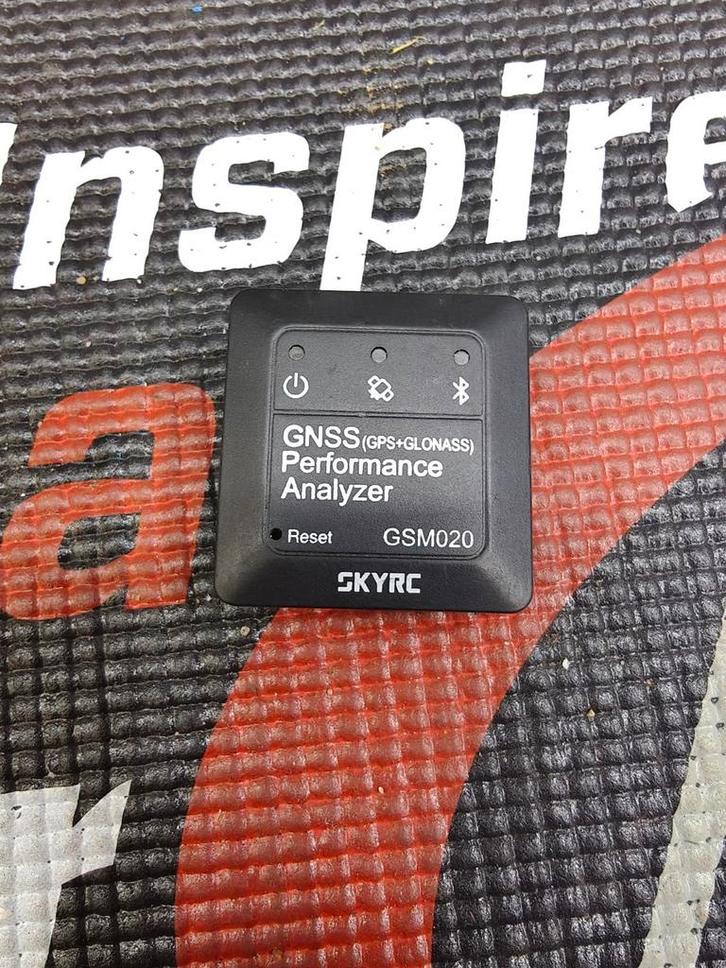 Inspire
a
GNSS (GPS+GLONASS)
Performance
Analyzer
Reset GSM020
SKYRC